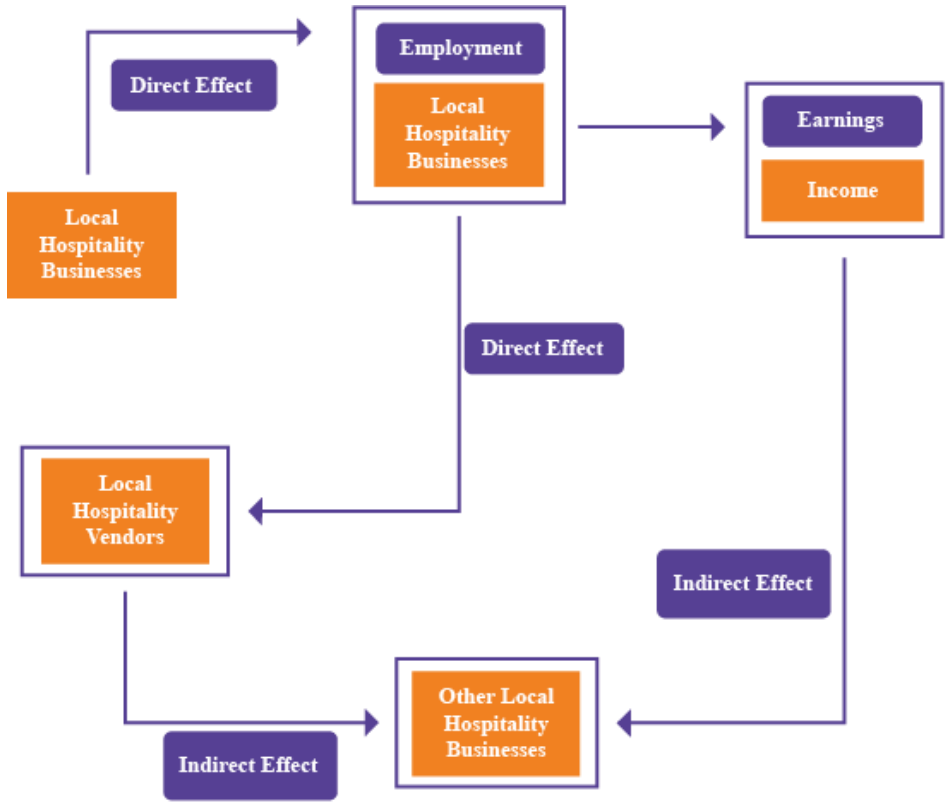 Direct Effect
Employment
Local
Hospitality
Businesses
Earnings
Income
Local
Hospitality
Businesses
Direct Effect
Local
Hospitality
Vendors
Indirect Effect
Other Local
Hospitality
Businesses
Indirect Effect